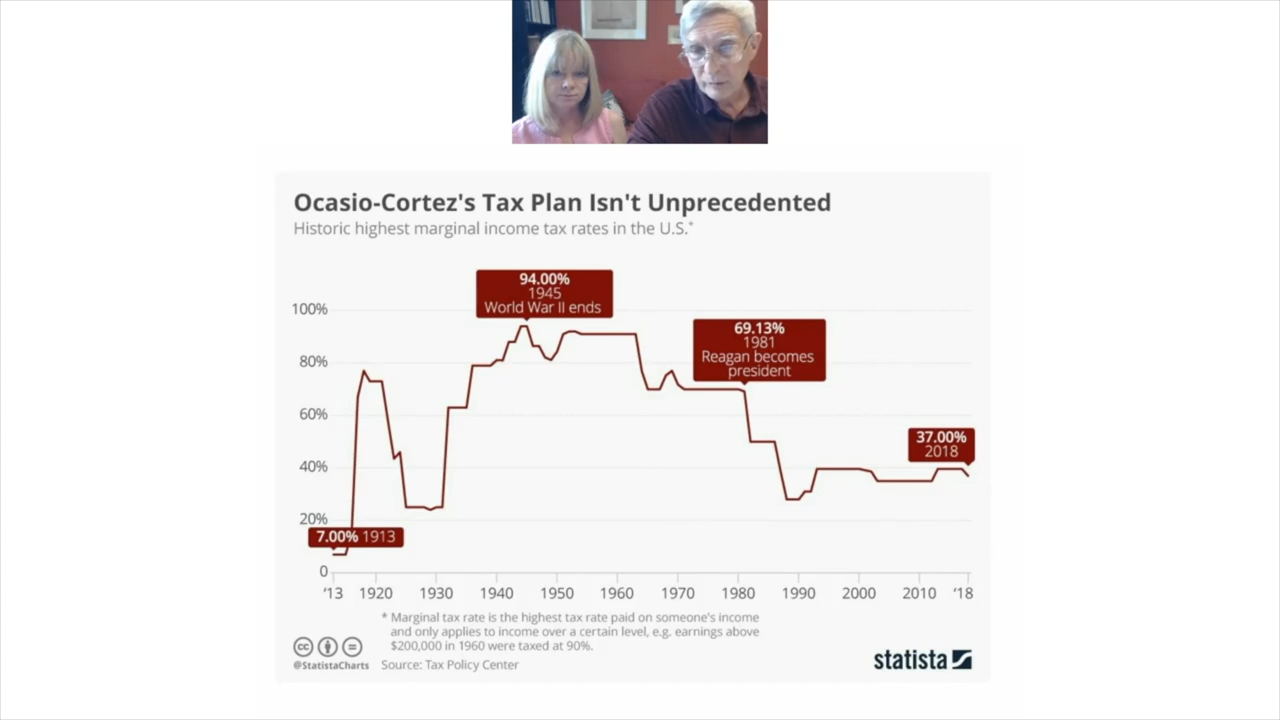 Ocasio-Cortez's Tax Plan Isn't Unprecedented
Historic highest marginal income tax rates in the U.S.*
94.00%
1945
World War II ends
69.13%
1981
Reagan becomes
president
37.00%
2018
7.00% 1913
100%
80%
60%
40%
20%
0
'13 1920 1930 1940 1950 1960 1970 1980 1990 2000 2010 '18
* Marginal tax rate is the highest tax rate paid on someone's income
and only applies to income over a certain level, e.g. earnings above
$200,000 in 1960 were taxed at 90%.
cc
@StatistaCharts Source: Tax Policy Center
statista